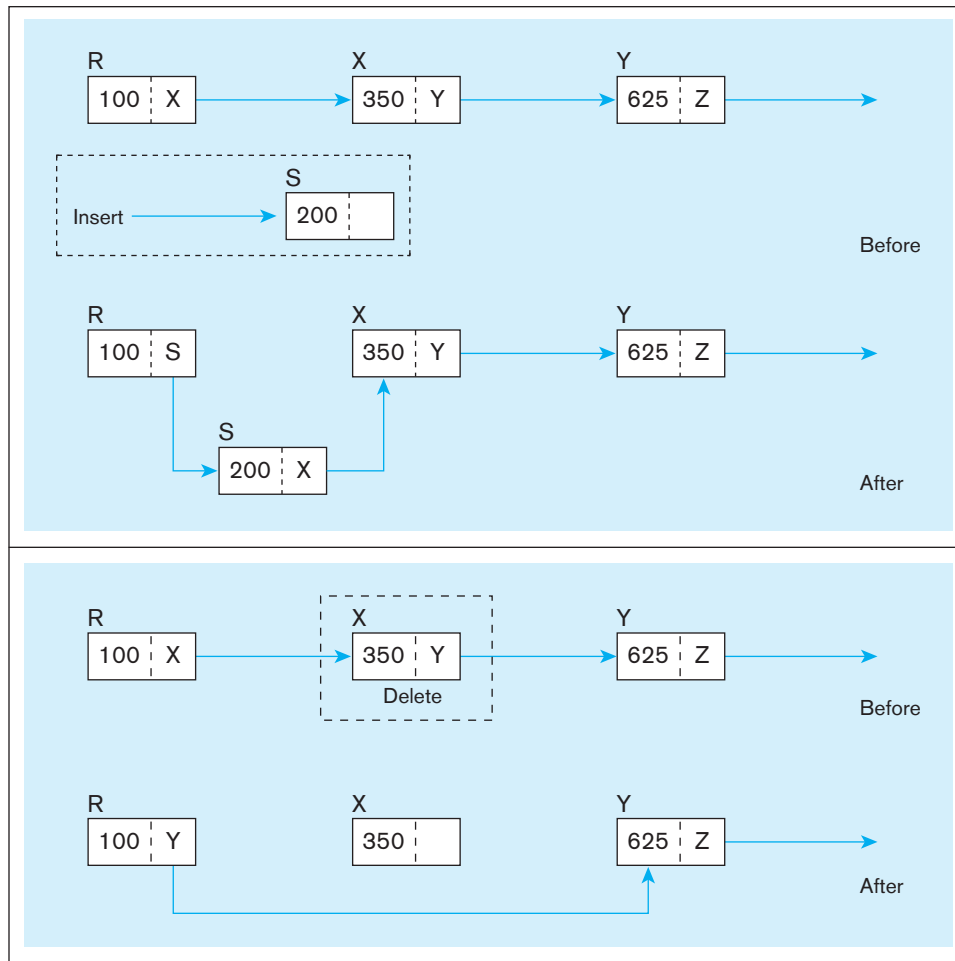 R X Y
100 X 350 Y 625 Z
S
Insert 200
Before
R X Y
100 S 350 Y 625 Z
S
200 X
After
R X Y
100 X 350 Y 625 Z
Delete
Before
R X Y
100 Y 350 625 Z
After